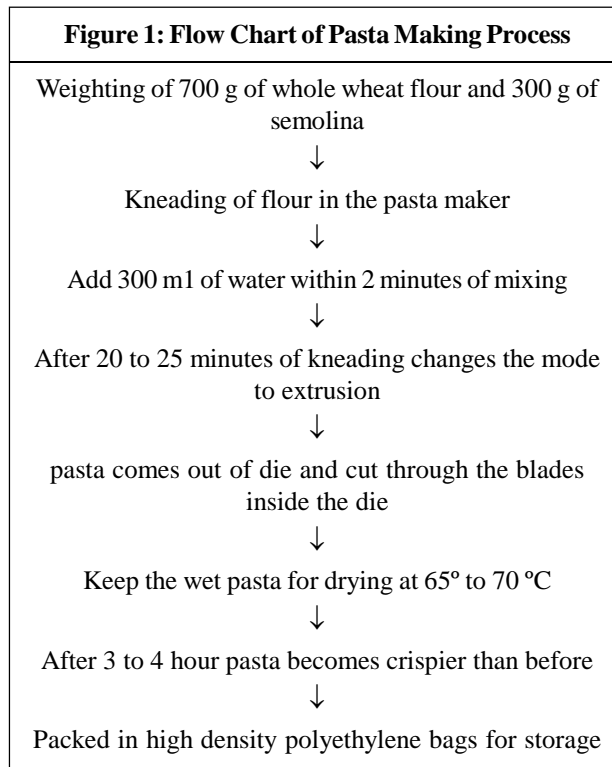 Figure 1: Flow Chart of Pasta Making Process
Weighting of 700 g of whole wheat flour and 300 g of
semolina
↓
Kneading of flour in the pasta maker
↓
Add 300 m1 of water within 2 minutes of mixing
↓
After 20 to 25 minutes of kneading changes the mode
to extrusion
↓
pasta comes out of die and cut through the blades
inside the die
↓
Keep the wet pasta for drying at 65º to 70 ºC
↓
After 3 to 4 hour pasta becomes crispier than before
↓
Packed in high density polyethylene bags for storage